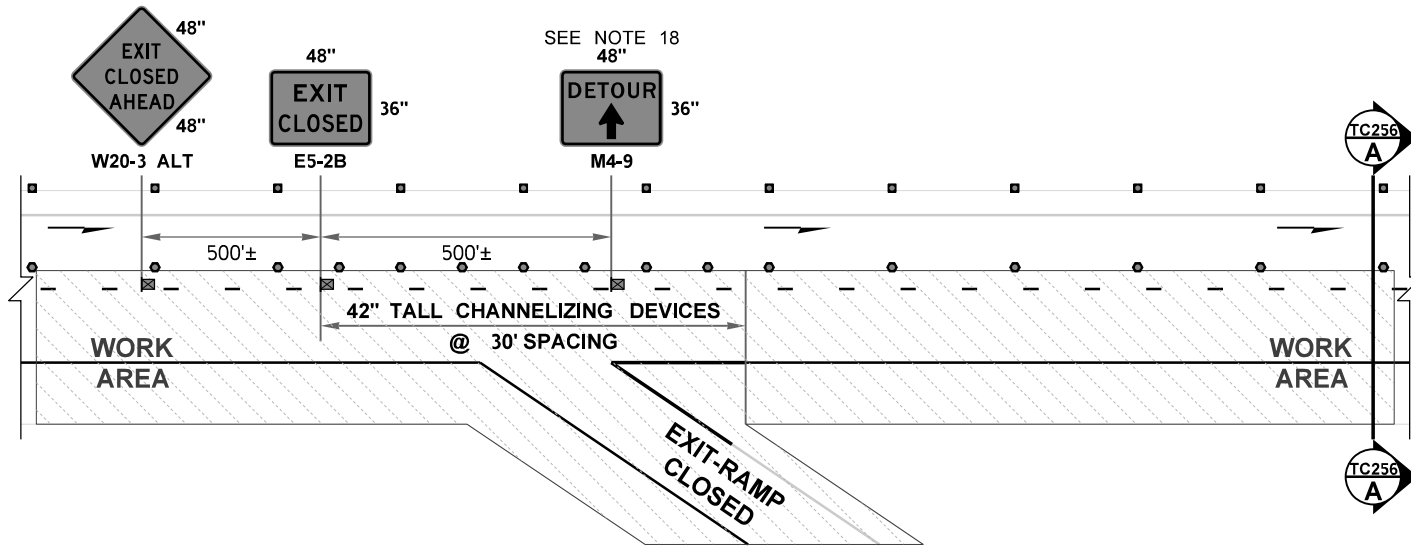 EXIT
CLOSED
AHEAD
48"
48"
W20-3 ALT
48"
EXIT
CLOSED
36"
E5-2B
SEE NOTE 18
48"
DETOUR
36"
M4-9
TC256
A
500'±
500'±
42" TALL CHANNELIZING DEVICES
@ 30' SPACING
WORK
AREA
WORK
AREA
EXIT-RAMP
CLOSED
TC256
A